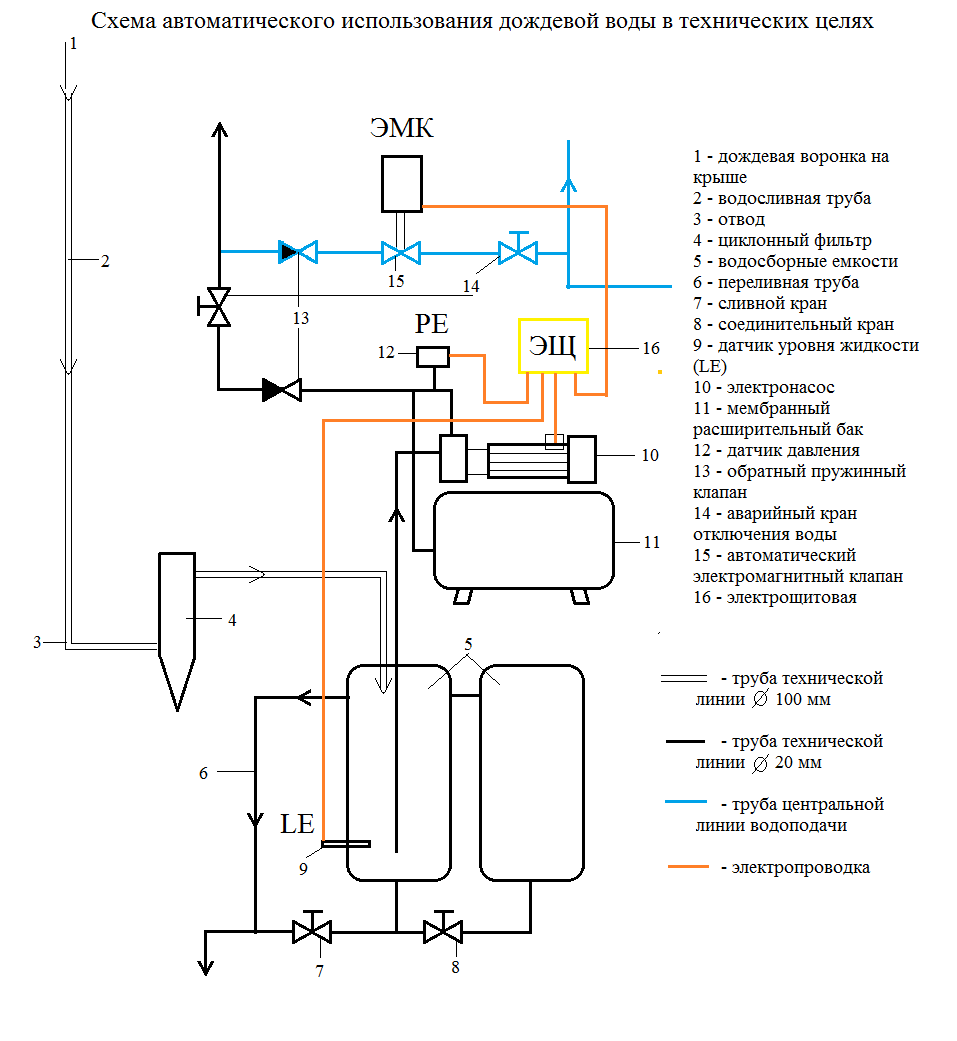 Схема автоматического использования дождевой воды в технических целях
1
ЭМК
2
15
14
13
PE
12
ЭЩ
16
10
11
4
3
5
6
LE
9
7
8
1 - дождевая воронка на
крыше
2 - водосливная труба
3 - отвод
4 - циклонный фильтр
5 - водосборные емкости
6 - переливная труба
7 - сливной кран
8 - соединительный кран
9 - датчик уровня жидкости
(LE)
10 - электронасос
11 - мембранный
расширительный бак
12 - датчик давления
13 - обратный пружинный
клапан
14 - аварийный кран
отключения воды
15 - автоматический
электромагнитный клапан
16 - электрощитовая
- труба технической
линии ∅ 100 мм
- труба технической
линии ∅ 20 мм
- труба центральной
линии водоподачи
- электропроводка